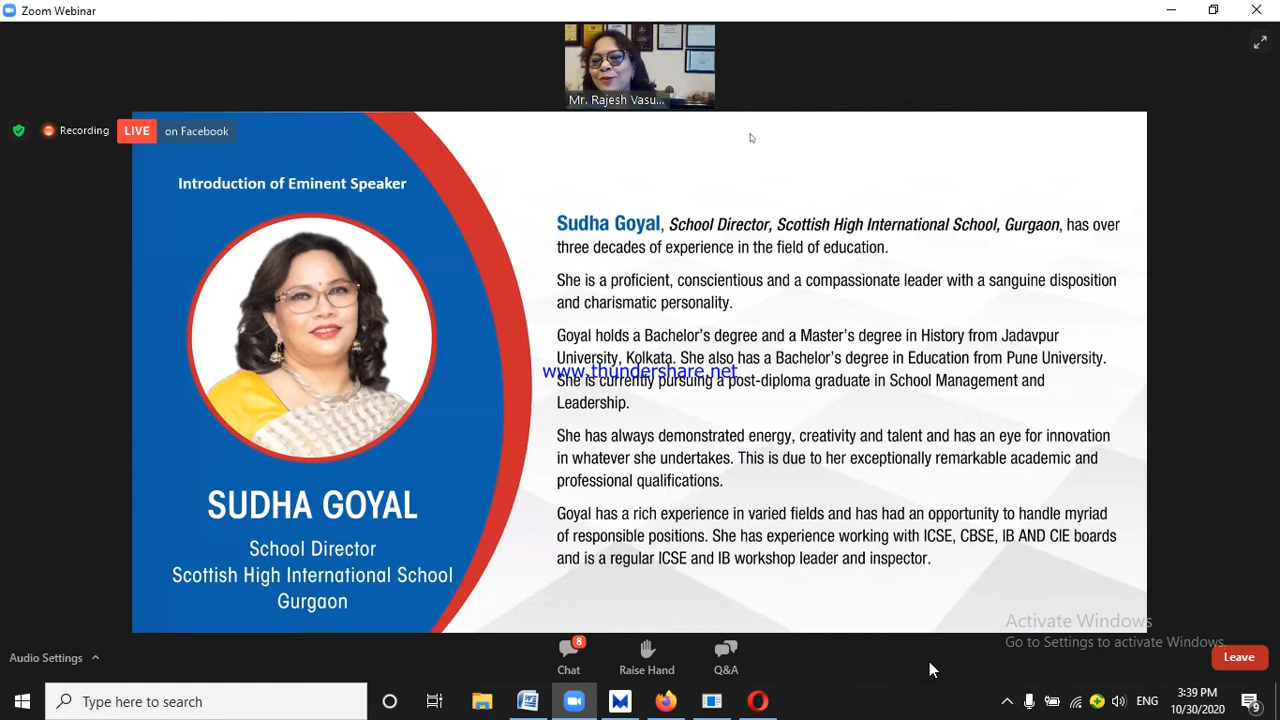 Zoom Webinar
Mr. Rajesh Vasu...
Recording
LIVE
on Facebook
Introduction of Eminent Speaker
SUDHA GOYAL
School Director
Scottish High International School
Gurgaon
Sudha Goyal, School Director, Scottish High International School, Gurgaon, has over
three decades of experience in the field of education.
She is a proficient, conscientious and a compassionate leader with a sanguine disposition
and charismatic personality.
Goyal holds a Bachelor's degree and a Master's degree in History from Jadavpur
University, Kolkata. She also has a Bachelor's degree in Education from Pune University.
www.thundershare.net
She is currently pursuing a post-diploma graduate in School Management and
Leadership.
She has always demonstrated energy, creativity and talent and has an eye for innovation
in whatever she undertakes. This is due to her exceptionally remarkable academic and
professional qualifications.
Goyal has a rich experience in varied fields and has had an opportunity to handle myriad
of responsible positions. She has experience working with ICSE, CBSE, IB AND CIE boards
and is a regular ICSE and IB workshop leader and inspector.
Activate Windows
Go to Settings to activate Windows.
Audio Settings
8
Chat
Raise Hand
Q&A
Leave
Type here to search
ENG
3:39 PM
10/30/2020
9